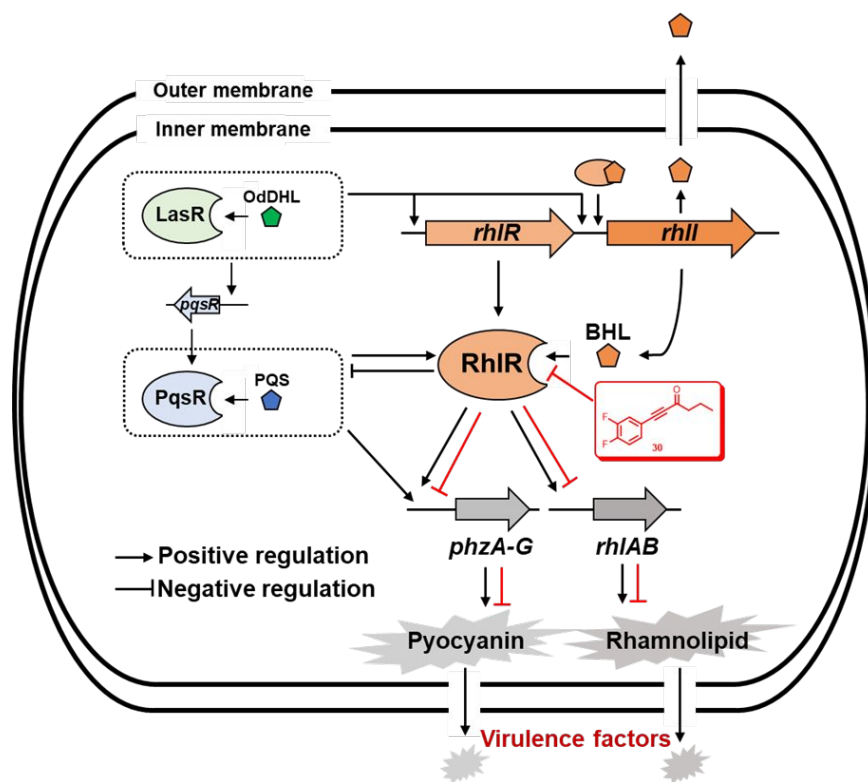 Outer membrane
Inner membrane
LasR
OdDHL
rhlR
rhlI
pqsR
BHL
RhlR
PqsR
PQS
O
F
F
30
Positive regulation
Negative regulation
phzA-G
rhlAB
Pyocyanin
Rhamnolipid
Virulence factors